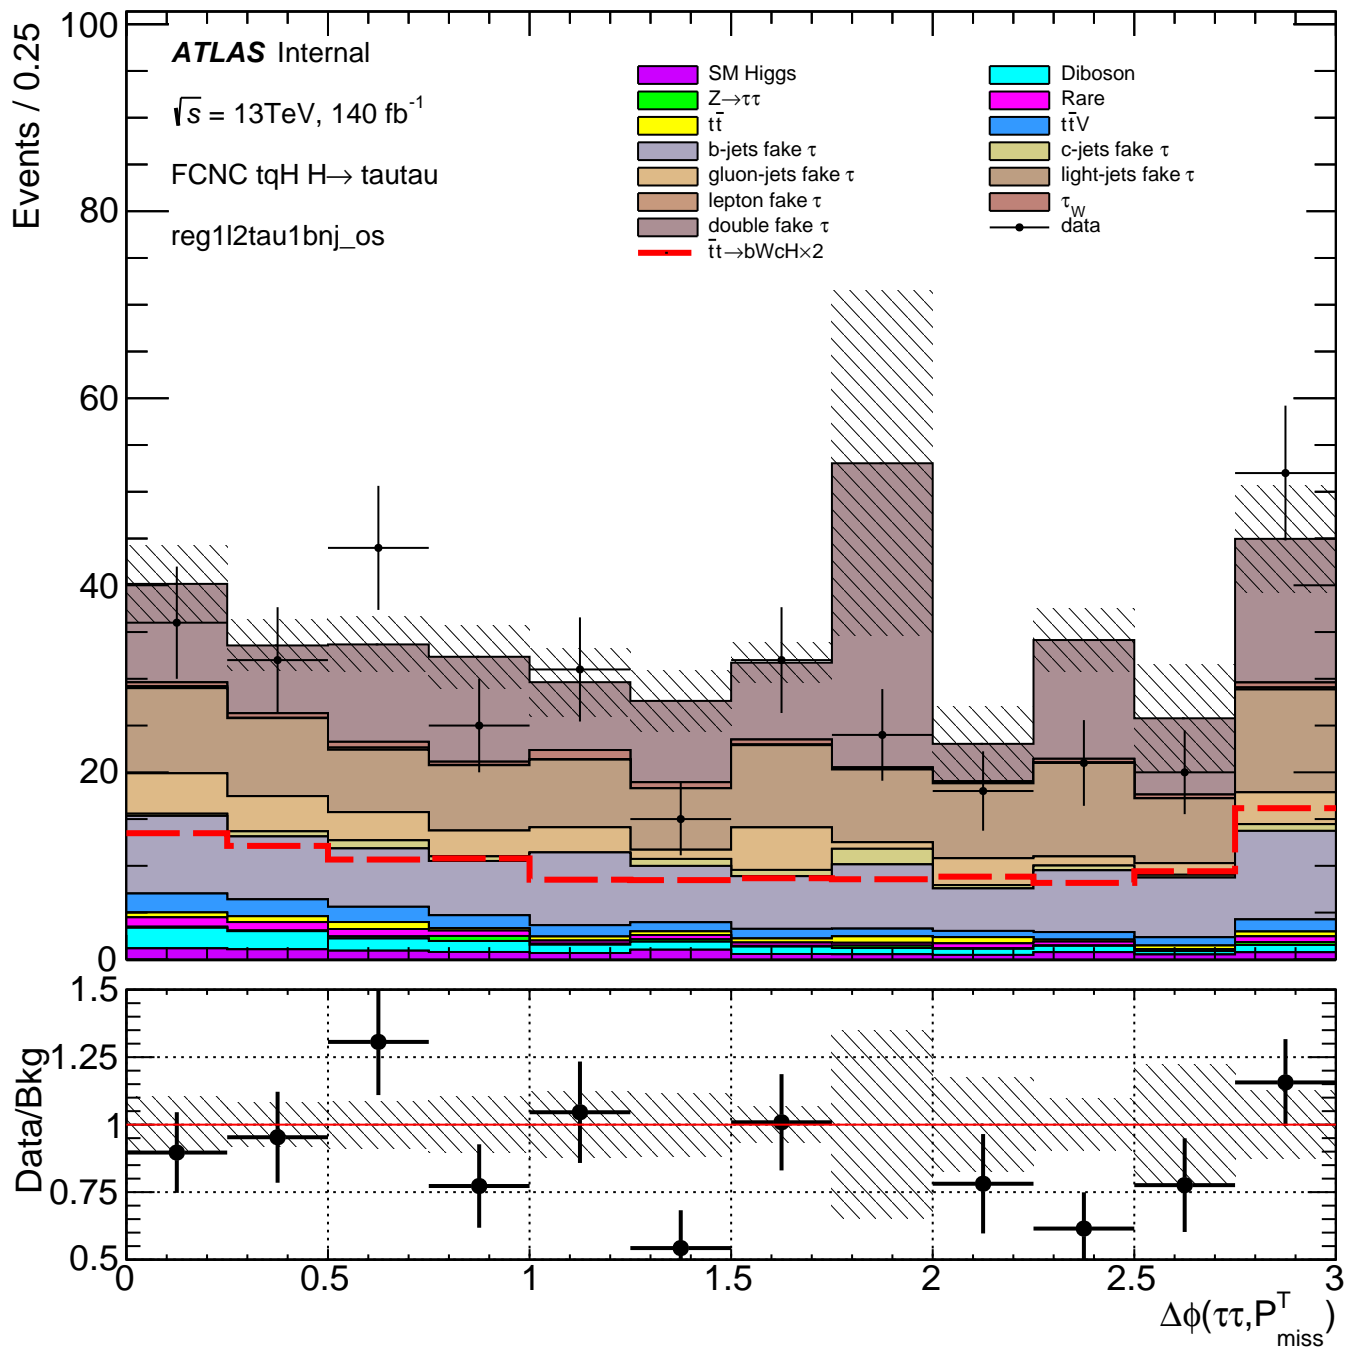 100
80
60
40
20
0
Events / 0.25
ATLAS Internal
√s = 13TeV, 140 fb⁻¹
FCNC tqH H→ tautau
reg1l2tau1bnj_os
SM Higgs
Z→ττ
tt̄
b-jets fake τ
gluon-jets fake τ
lepton fake τ
double fake τ
t̄t→bWcH×2
Diboson
Rare
tt̄V
c-jets fake τ
light-jets fake τ
τ_W
data
1.5
1.25
1
0.75
0.5
Data/Bkg
0 0.5 1 1.5 2 2.5 3
Δϕ(ττ,P^T_miss)